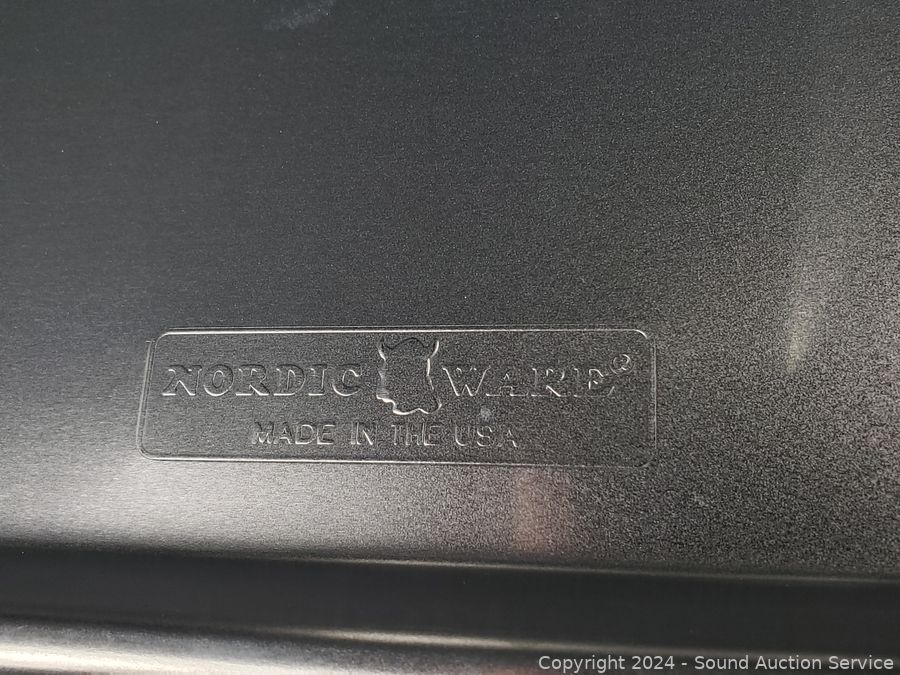 NORDIC WARE®
MADE IN THE USA
Copyright 2024 - Sound Auction Service